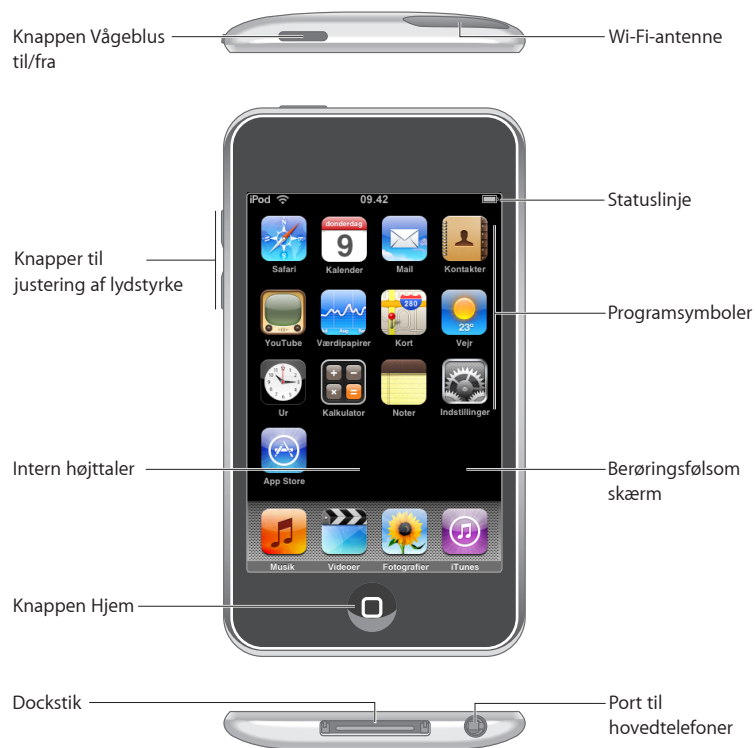 Knappen Vågeblus
til/fra
Wi-Fi-antenne
iPod
09.42
Statuslinje
donderdag
9
Safari
Kalender
Mail
Kontakter
Knapper til
justering af lydstyrke
280
23°
Programsymboler
YouTube
Værdipapirer
Kort
Vejr
Ur
Kalkulator
Noter
Indstillinger
Intern højttaler
App Store
Berøringsfølsom
skærm
Musik
Videoer
Fotografier
iTunes
Knappen Hjem
Dockstik
Port til
hovedtelefoner